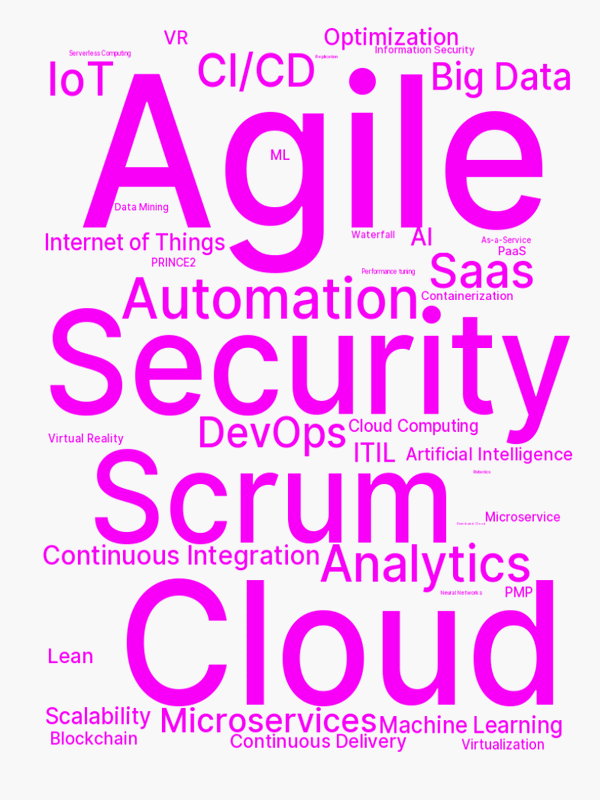 VR
Optimization
Serverless Computing
Information Security
CI/CD
IoT
Big Data
Agile
ML
Data Mining
Waterfall
AI
Internet of Things
As-a-Service
PaaS
PRINCE2
Performance tuning
Saas
Automation
Containerization
Security
DevOps
Cloud Computing
Virtual Reality
ITIL
Artificial Intelligence
Scrum
Microservice
Continuous Integration
Analytics
Neural Networks
PMP
Cloud
Lean
Scalability
Microservices
Machine Learning
Blockchain
Continuous Delivery
Virtualization